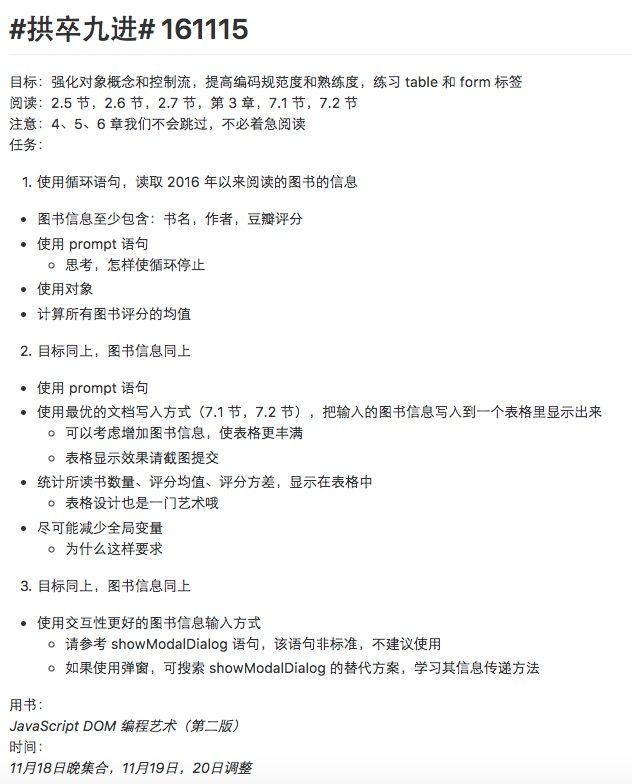 #拱卒九进# 161115
目标：强化对象概念和控制流，提高编码规范度和熟练度，练习 table 和 form 标签
阅读：2.5 节，2.6 节，2.7 节，第 3 章，7.1 节，7.2 节
注意：4、5、6 章我们不会跳过，不必着急阅读
任务：
1. 使用循环语句，读取 2016 年以来阅读的图书的信息
• 图书信息至少包含：书名，作者，豆瓣评分
• 使用 prompt 语句
◦ 思考，怎样使循环停止
• 使用对象
• 计算所有图书评分的均值
2. 目标同上，图书信息同上
• 使用 prompt 语句
• 使用最优的文档写入方式（7.1 节，7.2 节），把输入的图书信息写入到一个表格里显示出来
◦ 可以考虑增加图书信息，使表格更丰满
◦ 表格显示效果请截图提交
• 统计所读书数量、评分均值、评分方差，显示在表格中
◦ 表格设计也是一门艺术哦
• 尽可能减少全局变量
◦ 为什么这样要求
3. 目标同上，图书信息同上
• 使用交互性更好的图书信息输入方式
◦ 请参考 showModalDialog 语句，该语句非标准，不建议使用
◦ 如果使用弹窗，可搜索 showModalDialog 的替代方案，学习其信息传递方法
用书：
JavaScript DOM 编程艺术（第二版）
时间：
11月18日晚集合，11月19日，20日调整